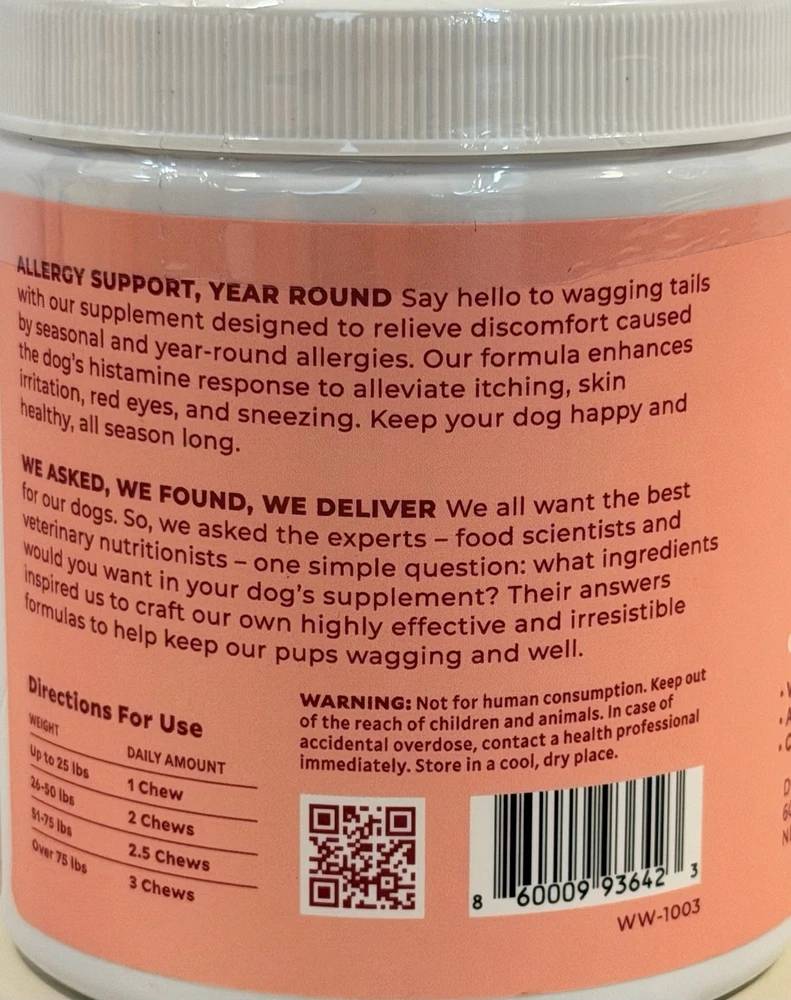 ALLERGY SUPPORT, YEAR ROUND Say hello to wagging tails
with our supplement designed to relieve discomfort caused
by seasonal and year-round allergies. Our formula enhances
the dog's histamine response to alleviate itching, skin
irritation, red eyes, and sneezing. Keep your dog happy and
healthy, all season long.
WE ASKED, WE FOUND, WE DELIVER We all want the best
for our dogs. So, we asked the experts – food scientists and
veterinary nutritionists – one simple question: what ingredients
would you want in your dog's supplement? Their answers
inspired us to craft our own highly effective and irresistible
formulas to help keep our pups wagging and well.
Directions For Use
WEIGHT DAILY AMOUNT
Up to 25 lbs 1 Chew
26-50 lbs 2 Chews
51-75 lbs 2.5 Chews
Over 75 lbs 3 Chews
WARNING: Not for human consumption. Keep out
of the reach of children and animals. In case of
accidental overdose, contact a health professional
immediately. Store in a cool, dry place.
8 60009 93642 3
WW-1003